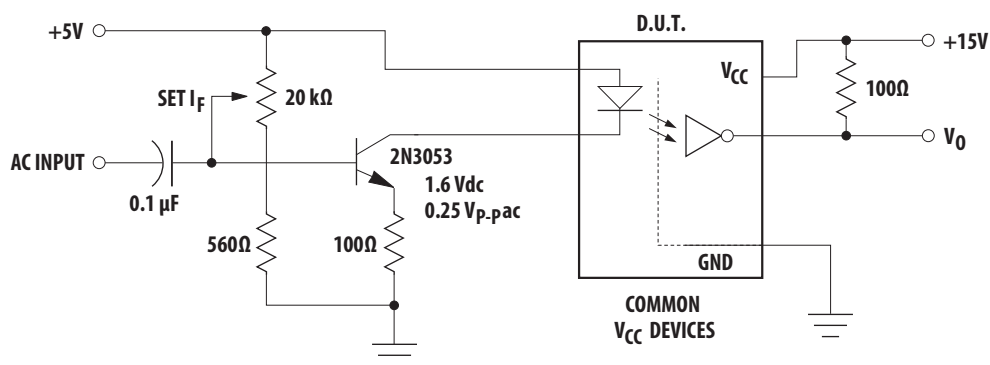 D.U.T.
+5V
+15V
V_CC
SET I_F
20 kΩ
100Ω
AC INPUT
V_O
2N3053
0.1 μF
1.6 Vdc
0.25 V_P-P ac
560Ω
100Ω
GND
COMMON
V_CC DEVICES